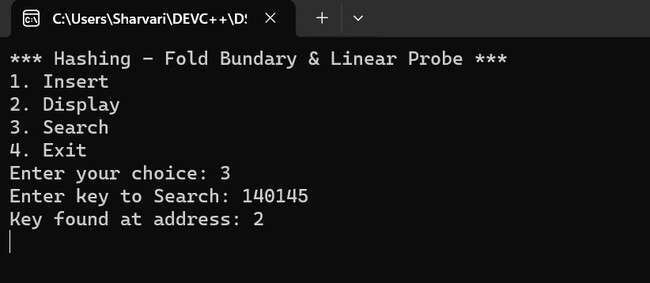 C:\Users\Sharvari\DEVC++\DS
*** Hashing - Fold Bundary & Linear Probe ***
1. Insert
2. Display
3. Search
4. Exit
Enter your choice: 3
Enter key to Search: 140145
Key found at address: 2